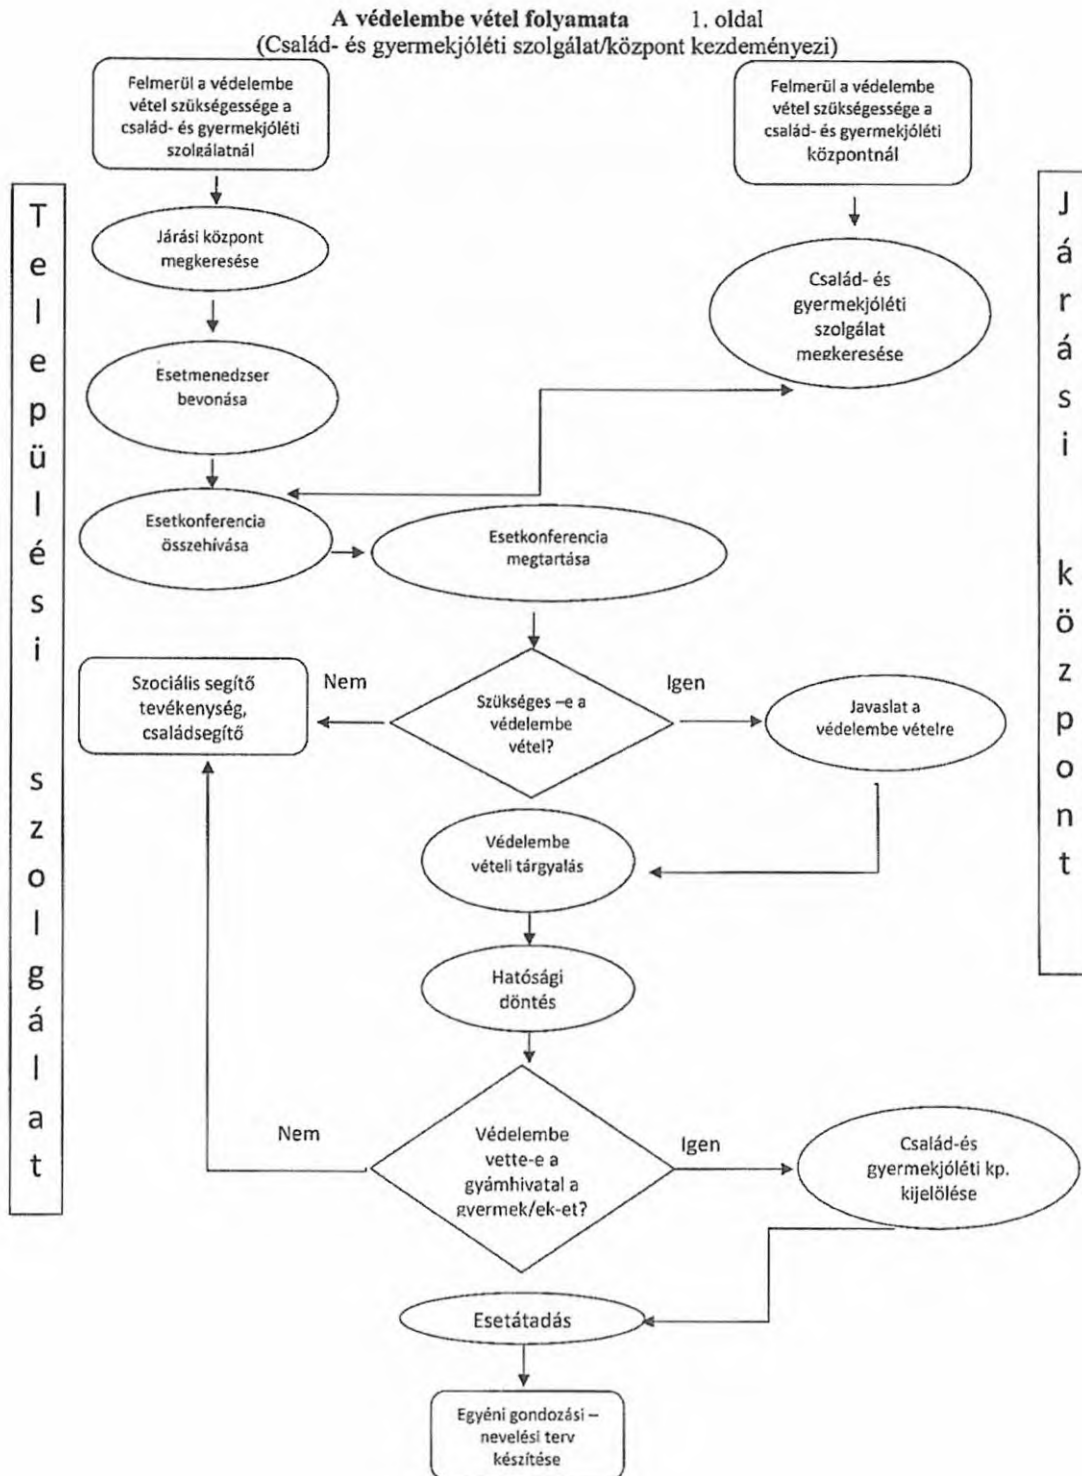 A védelembe vétel folyamata 1. oldal
(Család- és gyermekjóléti szolgálat/központ kezdeményezi)
Felmerül a védelembe
vétel szükségessége a
család- és gyermekjóléti
szolgálatnál
Felmerül a védelembe
vétel szükségessége a
család- és gyermekjóléti
központnál
Települési szolgálat
Járási központ
Járási központ
megkeresése
Család- és
gyermekjóléti
szolgálat
megkeresése
Esetmenedzser
bevonása
Esetkonferencia
összehívása
Esetkonferencia
megtartása
Szociális segítő
tevékenység,
családsegítő
Nem
Szükséges –e a
védelembe
vétel?
Igen
Javaslat a
védelembe vételre
Védelembe
vételi tárgyalás
Hatósági
döntés
Nem
Védelembe
vette-e a
gyámhivatal a
gyermek/ek-et?
Igen
Család-és
gyermekjóléti kp.
kijelölése
Esetátadás
Egyéni gondozási –
nevelési terv
készítése